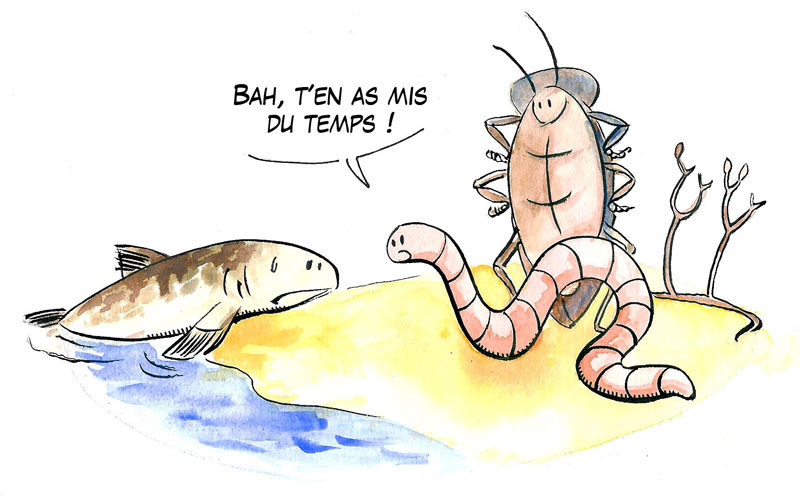 BAH, T'EN AS MIS
DU TEMPS !